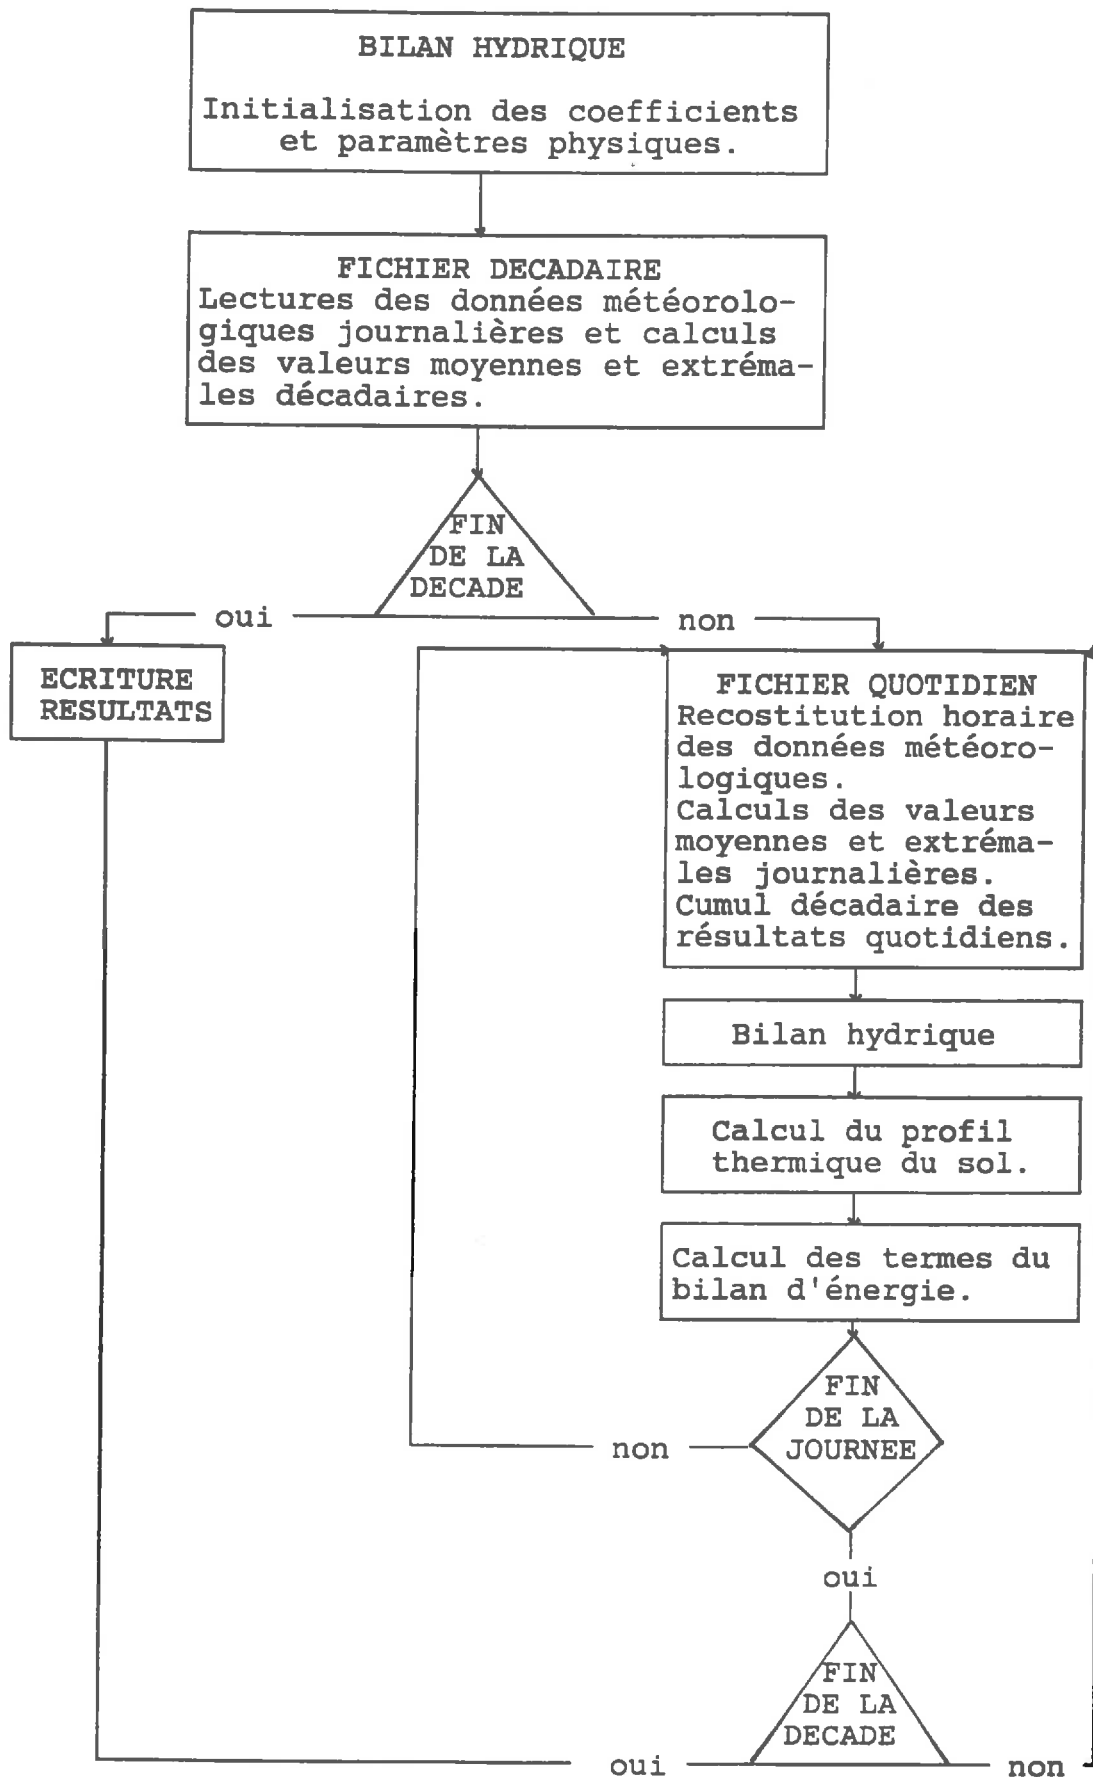 BILAN HYDRIQUE
Initialisation des coefficients
et paramètres physiques.
FICHIER DECADAIRE
Lectures des données météorolo-
giques journalières et calculs
des valeurs moyennes et extréma-
les décadaires.
FIN
DE LA
DECADE
oui
non
ECRITURE
RESULTATS
FICHIER QUOTIDIEN
Recostitution horaire
des données météoro-
logiques.
Calculs des valeurs
moyennes et extréma-
les journalières.
Cumul décadaire des
résultats quotidiens.
Bilan hydrique
Calcul du profil
thermique du sol.
Calcul des termes du
bilan d'énergie.
FIN
DE LA
JOURNEE
non
oui
FIN
DE LA
DECADE
oui
non